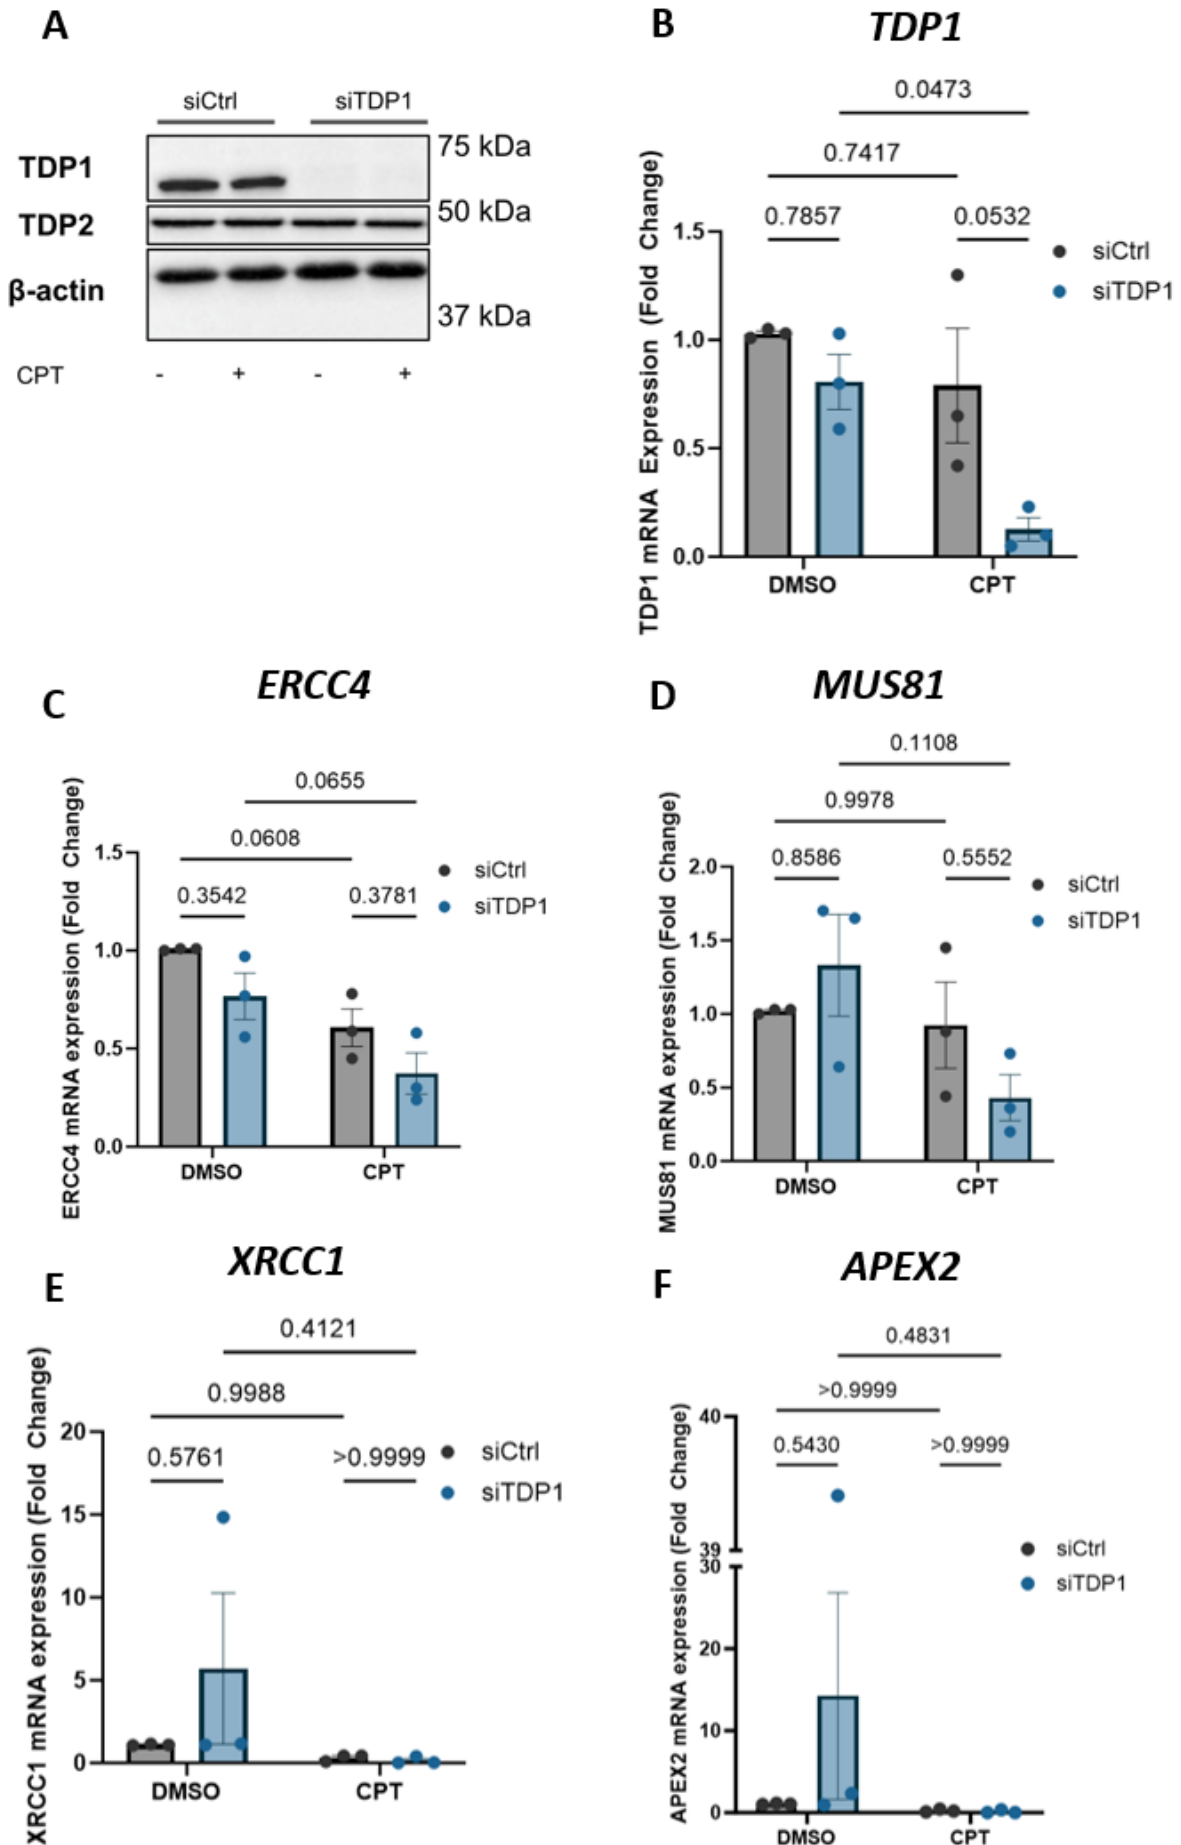 A
siCtrl siTDP1
TDP1
75 kDa
TDP2
50 kDa
β-actin
37 kDa
CPT - + - +
B
TDP1
0.0473
0.7417
0.7857 0.0532
TDP1 mRNA Expression (Fold Change)
1.5
1.0
0.5
0.0
DMSO CPT
siCtrl
siTDP1
C
ERCC4
0.0655
0.0608
0.3542 0.3781
ERCC4 mRNA expression (Fold Change)
1.5
1.0
0.5
0.0
DMSO CPT
siCtrl
siTDP1
D
MUS81
0.1108
0.9978
0.8586 0.5552
MUS81 mRNA expression (Fold Change)
2.0
1.5
1.0
0.5
0.0
DMSO CPT
siCtrl
siTDP1
E
XRCC1
0.4121
0.9988
0.5761 >0.9999
XRCC1 mRNA expression (Fold Change)
20
15
10
5
0
DMSO CPT
siCtrl
siTDP1
F
APEX2
0.4831
>0.9999
0.5430 >0.9999
APEX2 mRNA expression (Fold Change)
40
39
30
20
10
0
DMSO CPT
siCtrl
siTDP1